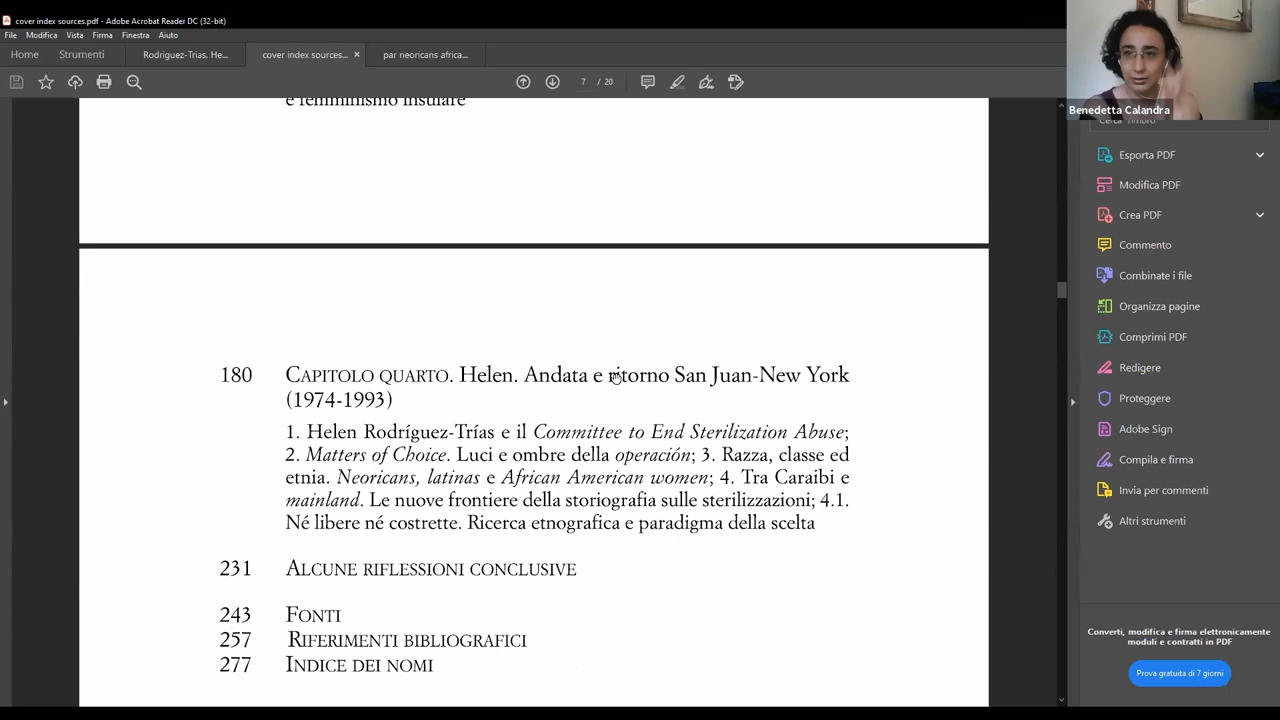 cover index sources.pdf - Adobe Acrobat Reader DC (32-bit)
File Modifica Vista Firma Finestra Aiuto
Home Strumenti Rodriguez-Trias, He... cover index sources... × par neoricans africa...
7 / 20
Benedetta Calandra
e femminismo insulare
Esporta PDF
Modifica PDF
Crea PDF
Commento
Combinate i file
Organizza pagine
Comprimi PDF
Redigere
Proteggere
Adobe Sign
Compila e firma
Invia per commenti
Altri strumenti
Converti, modifica e firma elettronicamente
moduli e contratti in PDF
Prova gratuita di 7 giorni
180 CAPITOLO QUARTO. Helen. Andata e ritorno San Juan-New York
(1974-1993)
1. Helen Rodríguez-Trías e il Committee to End Sterilization Abuse;
2. Matters of Choice. Luci e ombre della operación; 3. Razza, classe ed
etnia. Neoricans, latinas e African American women; 4. Tra Caraibi e
mainland. Le nuove frontiere della storiografia sulle sterilizzazioni; 4.1.
Né libere né costrette. Ricerca etnografica e paradigma della scelta
231 ALCUNE RIFLESSIONI CONCLUSIVE
243 FONTI
257 RIFERIMENTI BIBLIOGRAFICI
277 INDICE DEI NOMI